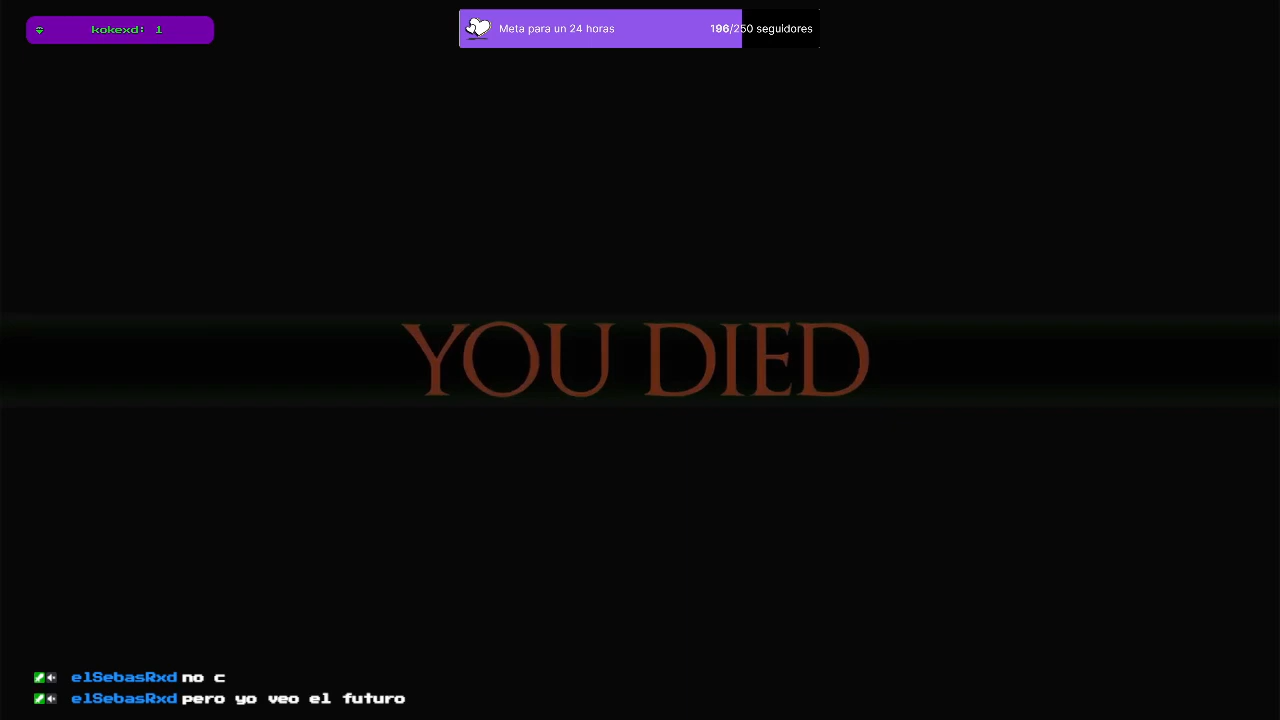 kokexd: 1
Meta para un 24 horas 196/250 seguidores
YOU DIED
elSebasRxd no c
elSebasRxd pero yo veo el futuro